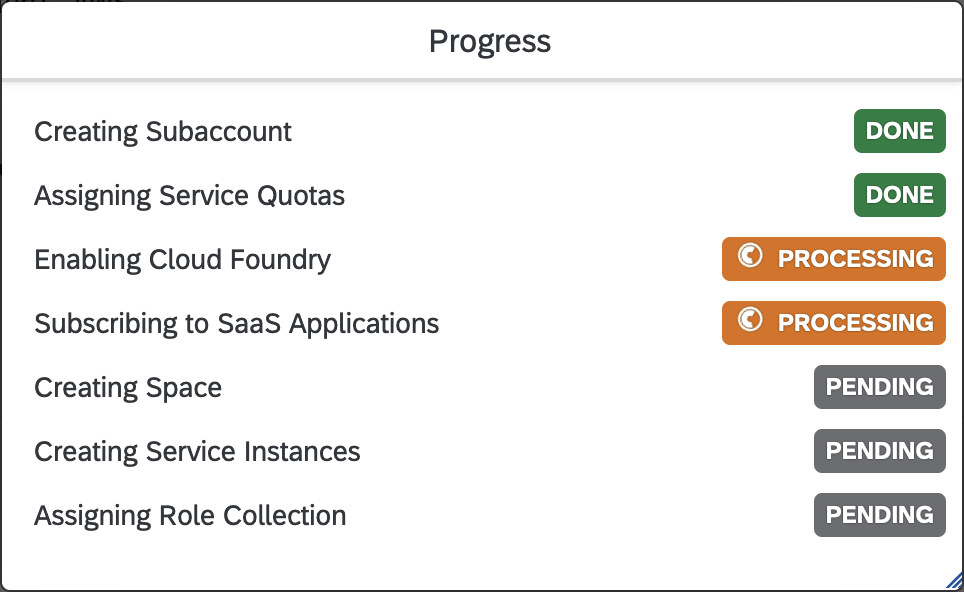 Progress
Creating Subaccount DONE
Assigning Service Quotas DONE
Enabling Cloud Foundry PROCESSING
Subscribing to SaaS Applications PROCESSING
Creating Space PENDING
Creating Service Instances PENDING
Assigning Role Collection PENDING